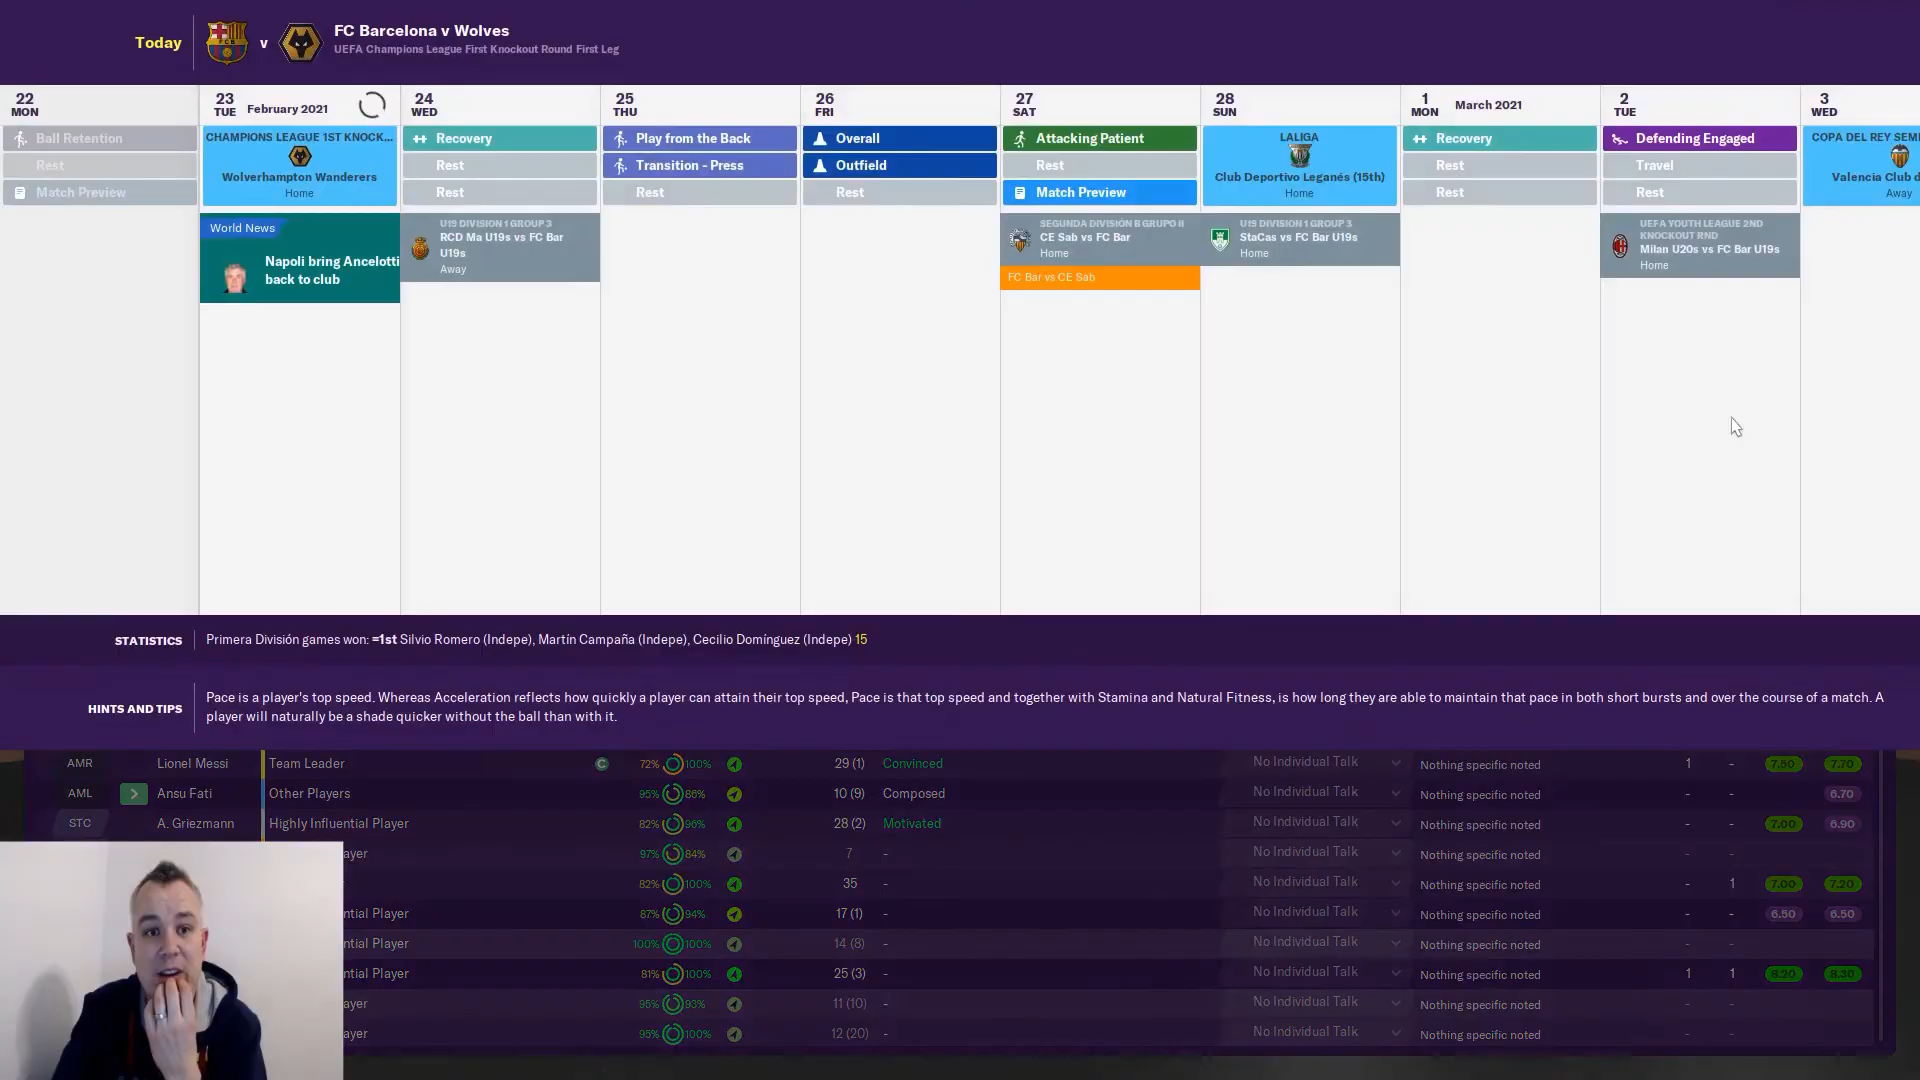 Today
v
FC Barcelona v Wolves
UEFA Champions League First Knockout Round First Leg
22
MON
23
TUE
February 2021
24
WED
25
THU
26
FRI
27
SAT
28
SUN
1
MON
March 2021
2
TUE
3
WED
Ball Retention
Rest
Match Preview
CHAMPIONS LEAGUE 1ST KNOCK...
Wolverhampton Wanderers
Home
World News
Napoli bring Ancelotti
back to club
Recovery
Rest
Rest
U19 DIVISION 1 GROUP 3
RCD Ma U19s vs FC Bar
U19s
Away
Play from the Back
Transition - Press
Rest
Overall
Outfield
Rest
Attacking Patient
Rest
Match Preview
SEGUNDA DIVISIÓN B GRUPO II
CE Sab vs FC Bar
Home
FC Bar vs CE Sab
LALIGA
Club Deportivo Leganés (15th)
Home
U19 DIVISION 1 GROUP 3
StaCas vs FC Bar U19s
Home
Recovery
Rest
Rest
Defending Engaged
Travel
Rest
UEFA YOUTH LEAGUE 2ND
KNOCKOUT RND
Milan U20s vs FC Bar U19s
Home
COPA DEL REY SEM
Valencia Club d
Away
STATISTICS
Primera División games won: =1st Silvio Romero (Indepe), Martín Campaña (Indepe), Cecilio Domínguez (Indepe) 15
HINTS AND TIPS
Pace is a player's top speed. Whereas Acceleration reflects how quickly a player can attain their top speed, Pace is that top speed and together with Stamina and Natural Fitness, is how long they are able to maintain that pace in both short bursts and over the course of a match. A
player will naturally be a shade quicker without the ball than with it.
AMR Lionel Messi Team Leader C 72% 100% 29 (1) Convinced No Individual Talk Nothing specific noted 1 - 7.50 7.70
AML Ansu Fati Other Players 95% 86% 10 (9) Composed No Individual Talk Nothing specific noted - - 6.70
STC A. Griezmann Highly Influential Player 82% 96% 28 (2) Motivated No Individual Talk Nothing specific noted - - 7.00 6.90
ayer 97% 84% 7 - No Individual Talk Nothing specific noted - -
82% 100% 35 - No Individual Talk Nothing specific noted - 1 7.00 7.20
ntial Player 87% 94% 17 (1) - No Individual Talk Nothing specific noted - - 6.50 6.50
ntial Player 100% 100% 14 (8) - No Individual Talk Nothing specific noted - -
ntial Player 81% 100% 25 (3) - No Individual Talk Nothing specific noted 1 1 8.20 8.30
ayer 95% 93% 11 (10) - No Individual Talk Nothing specific noted - -
ayer 95% 100% 12 (20) - No Individual Talk Nothing specific noted - -